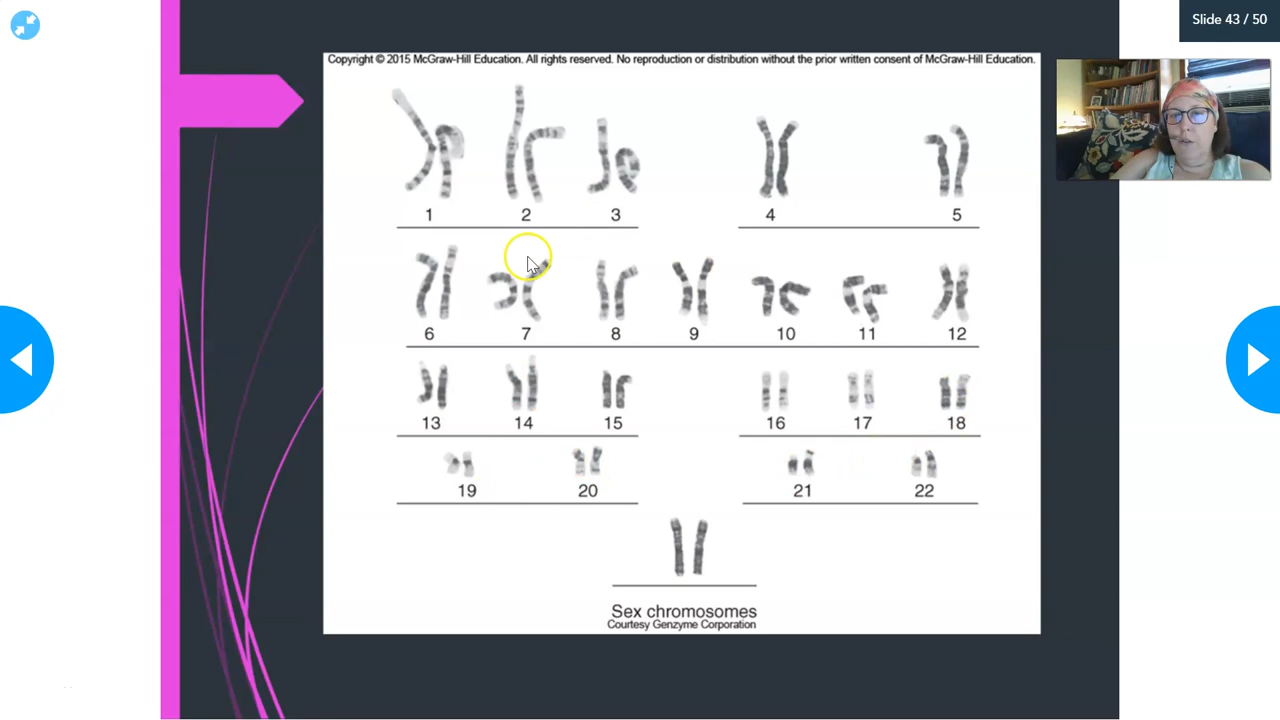 Slide 43 / 50
Copyright © 2015 McGraw-Hill Education. All rights reserved. No reproduction or distribution without the prior written consent of McGraw-Hill Education.
1 2 3 4 5
6 7 8 9 10 11 12
13 14 15 16 17 18
19 20 21 22
Sex chromosomes
Courtesy Genzyme Corporation